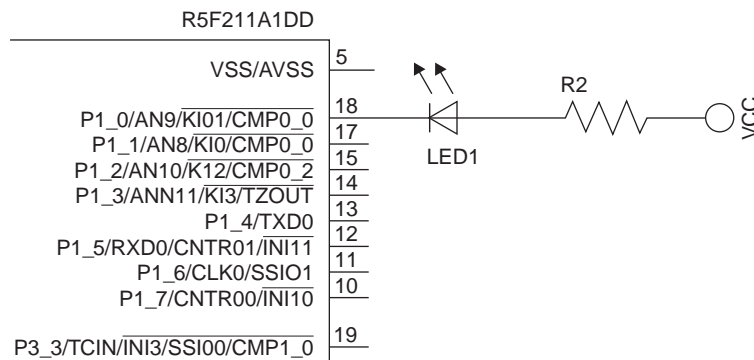 R5F211A1DD
VSS/AVSS 5
P1_0/AN9/KI01/CMP0_0 18
P1_1/AN8/KI0/CMP0_0 17
P1_2/AN10/K12/CMP0_2 15
P1_3/ANN11/KI3/TZOUT 14
P1_4/TXD0 13
P1_5/RXD0/CNTR01/INI11 12
P1_6/CLK0/SSIO1 11
P1_7/CNTR00/INI10 10
P3_3/TCIN/INI3/SSI00/CMP1_0 19
LED1
R2
VCC